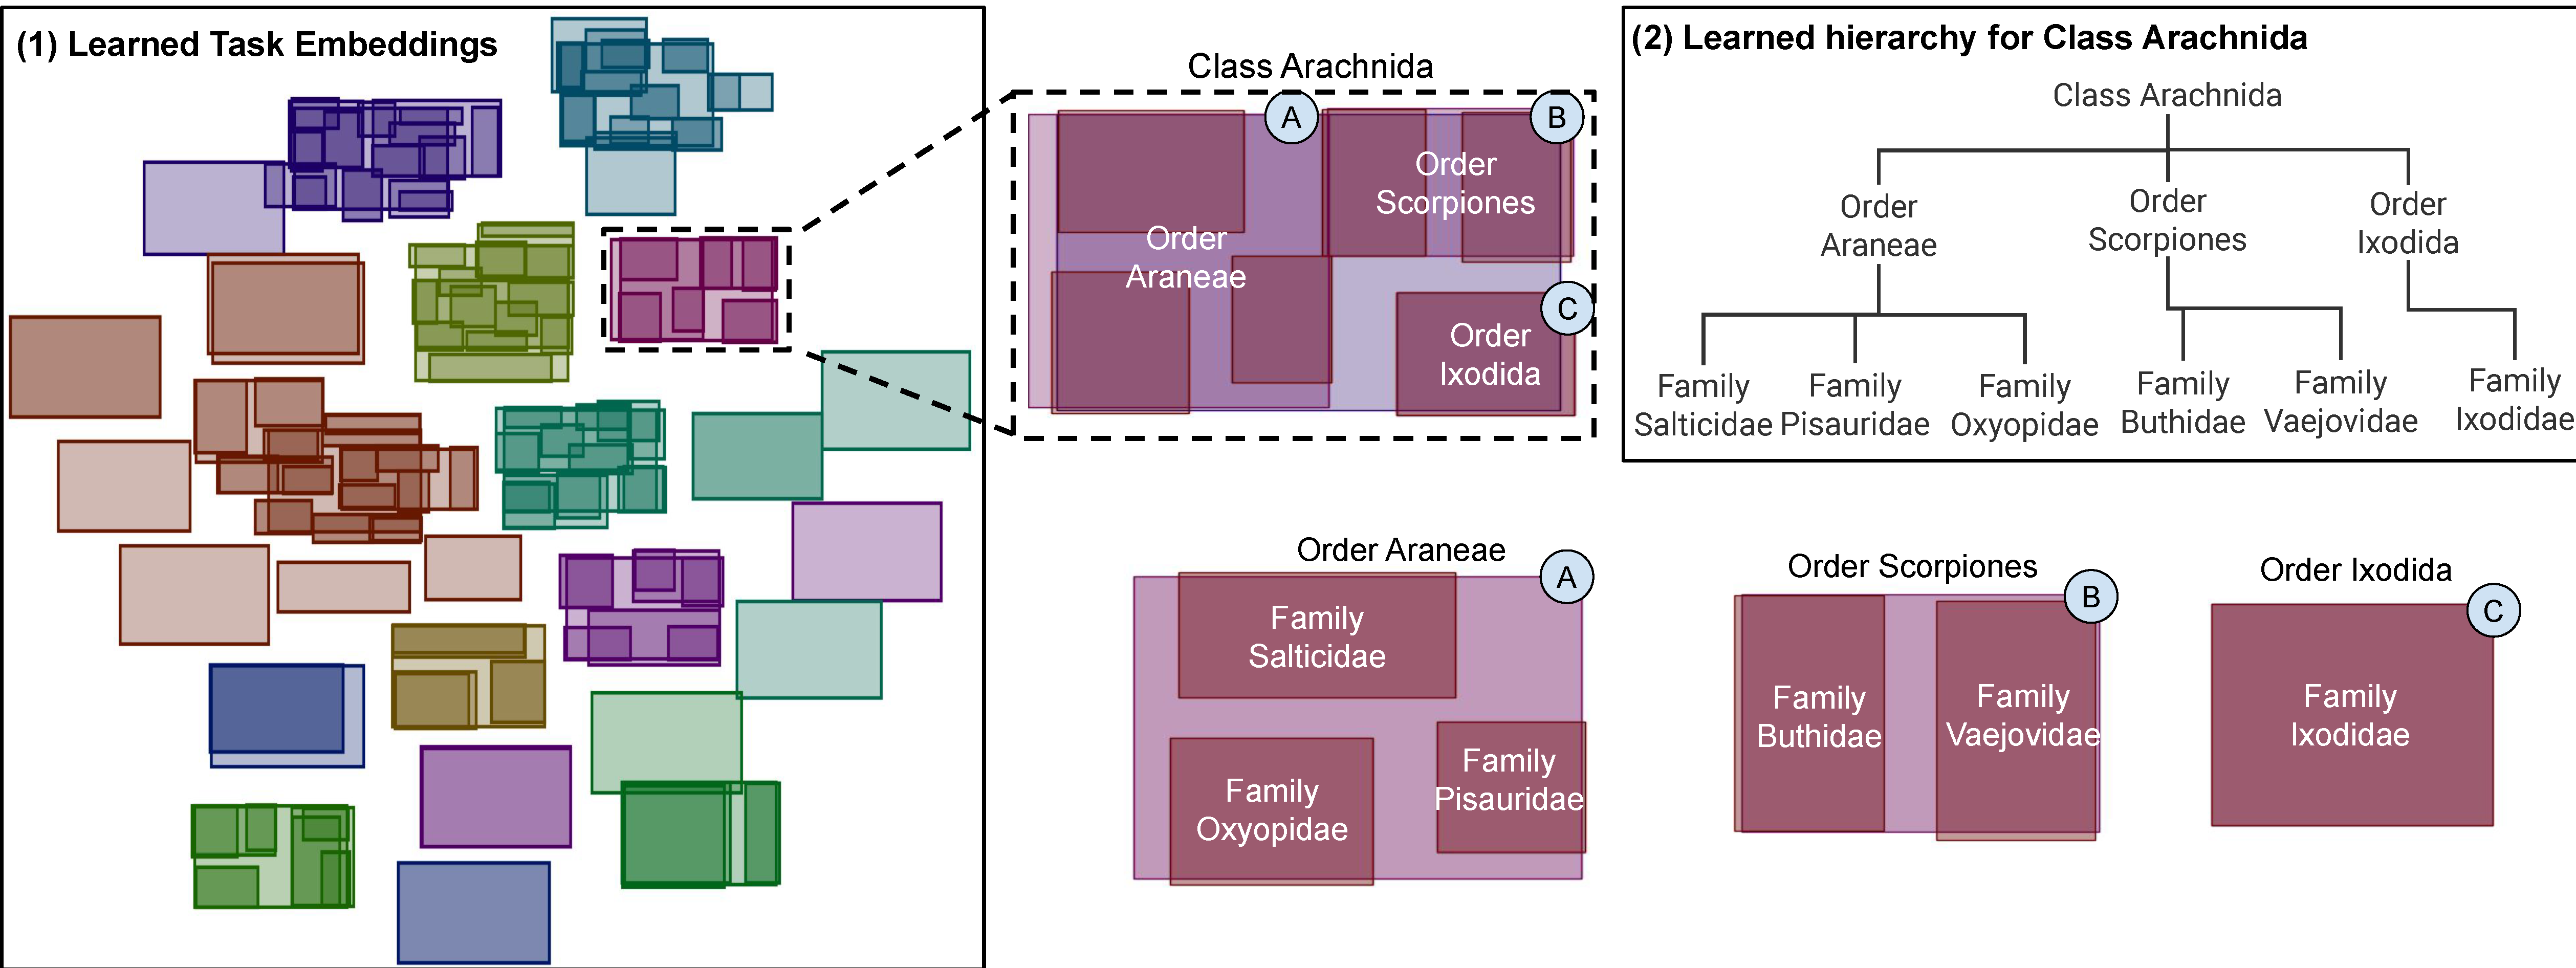 (1) Learned Task Embeddings
Class Arachnida
A
B
Order
Scorpiones
Order
Araneae
C
Order
Ixodida
(2) Learned hierarchy for Class Arachnida
Class Arachnida
Order
Araneae
Order
Scorpiones
Order
Ixodida
Family
Salticidae
Family
Pisauridae
Family
Oxyopidae
Family
Buthidae
Family
Vaejovidae
Family
Ixodidae
Order Araneae
A
Family
Salticidae
Family
Pisauridae
Family
Oxyopidae
Order Scorpiones
B
Family
Buthidae
Family
Vaejovidae
Order Ixodida
C
Family
Ixodidae